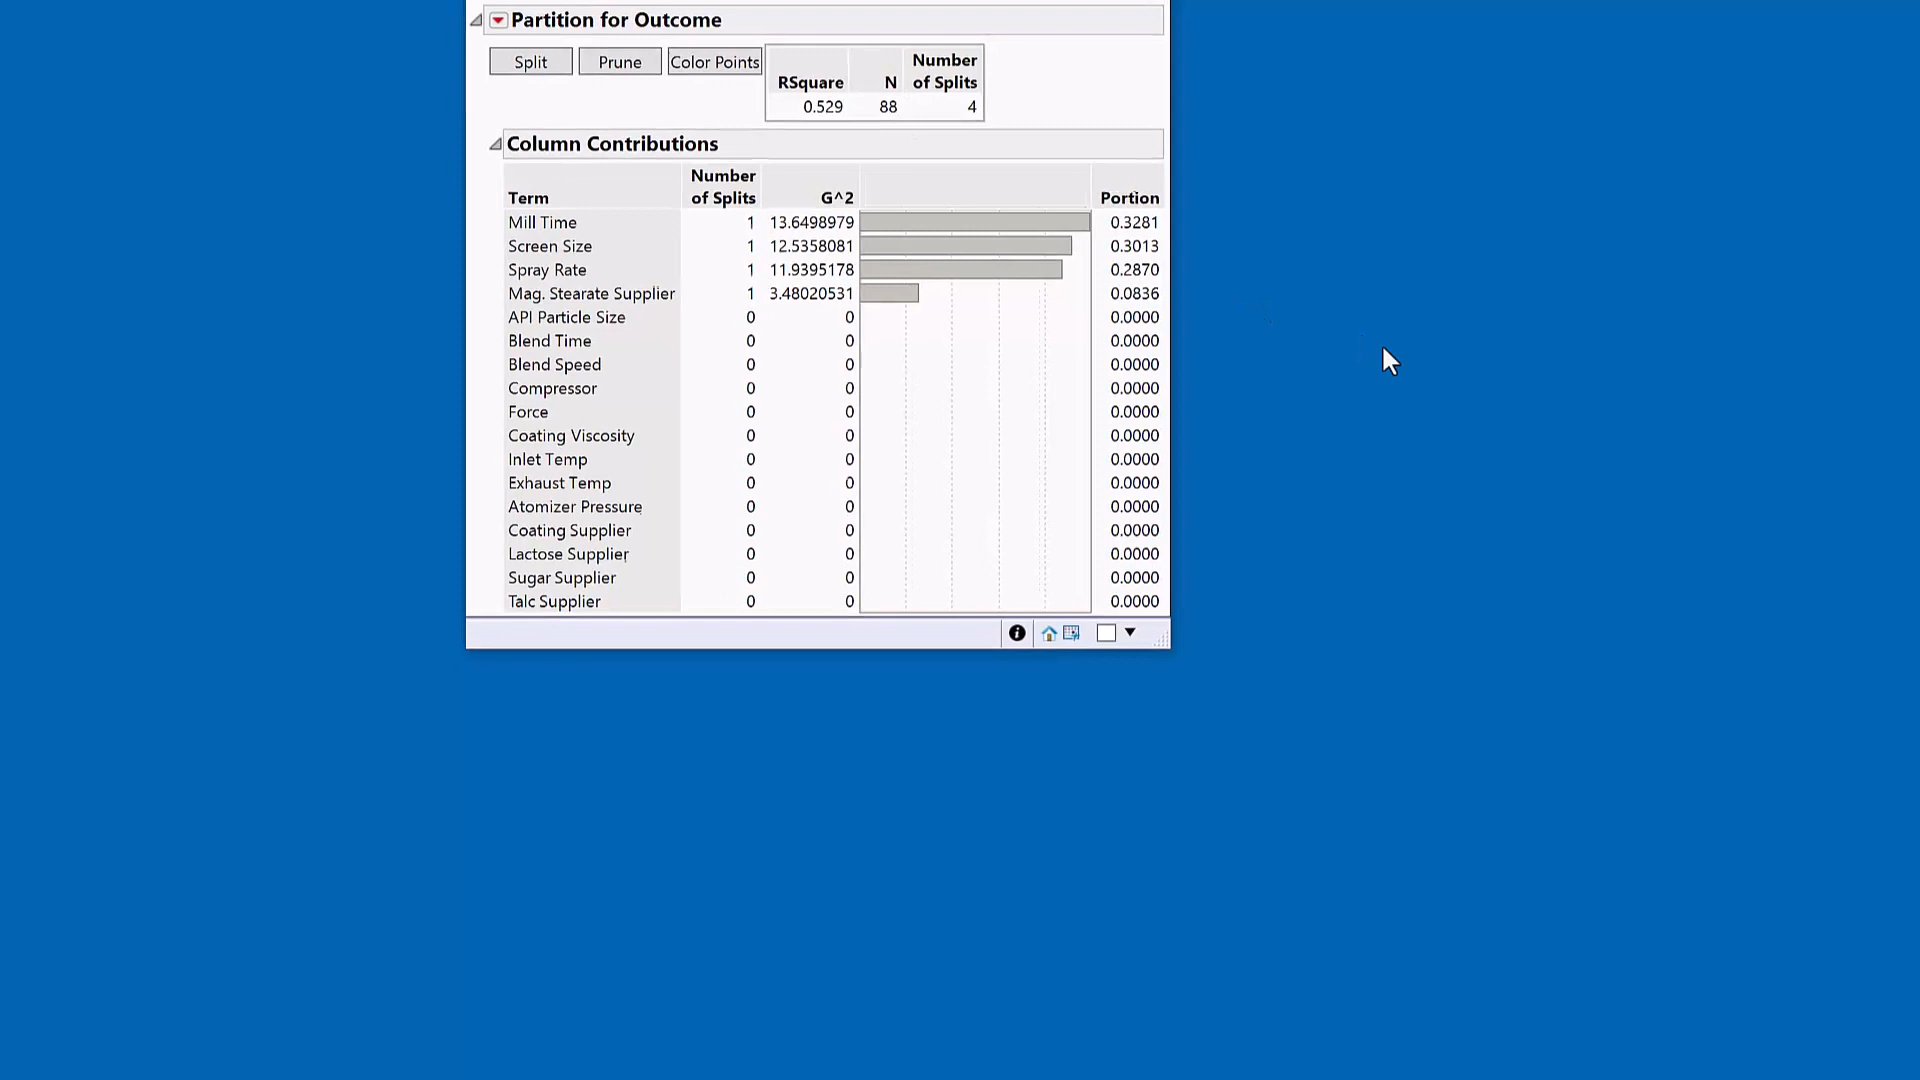 Partition for Outcome
Split Prune Color Points
RSquare N Number of Splits
0.529 88 4
Column Contributions
Term Number of Splits G^2 Portion
Mill Time 1 13.6498979 0.3281
Screen Size 1 12.5358081 0.3013
Spray Rate 1 11.9395178 0.2870
Mag. Stearate Supplier 1 3.48020531 0.0836
API Particle Size 0 0 0.0000
Blend Time 0 0 0.0000
Blend Speed 0 0 0.0000
Compressor 0 0 0.0000
Force 0 0 0.0000
Coating Viscosity 0 0 0.0000
Inlet Temp 0 0 0.0000
Exhaust Temp 0 0 0.0000
Atomizer Pressure 0 0 0.0000
Coating Supplier 0 0 0.0000
Lactose Supplier 0 0 0.0000
Sugar Supplier 0 0 0.0000
Talc Supplier 0 0 0.0000